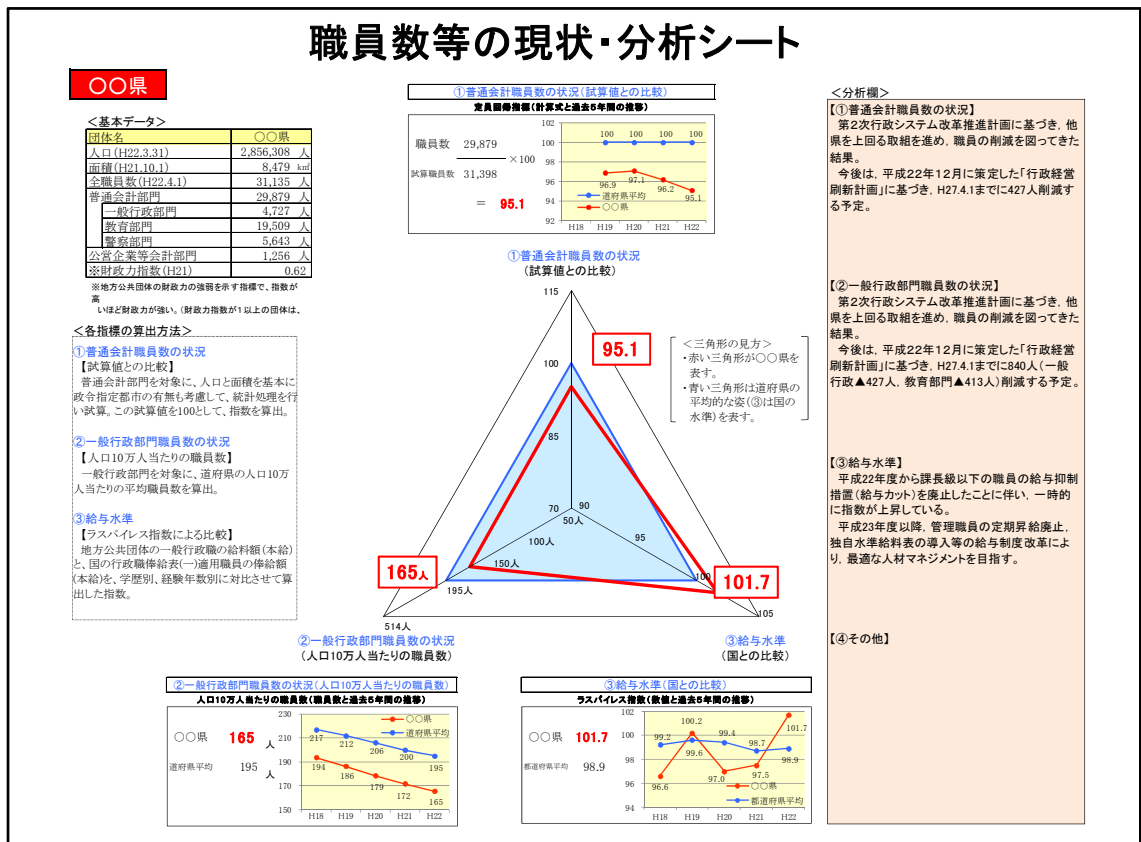 職員数等の現状・分析シート
〇〇県
＜基本データ＞
団体名 〇〇県
人口(H22.3.31) 2,856,308 人
面積(H21.10.1) 8,479 k㎡
全職員数(H22.4.1) 31,135 人
普通会計部門 29,879 人
一般行政部門 4,727 人
教育部門 19,509 人
警察部門 5,643 人
公営企業等会計部門 1,256 人
※財政力指数(H21) 0.62
※地方公共団体の財政力の強弱を示す指標で、指数が
高
いほど財政力が強い。（財政力指数が１以上の団体は、
＜各指標の算出方法＞
①普通会計職員数の状況
【試算値との比較】
普通会計部門を対象に、人口と面積を基本に
政令指定都市の有無も考慮して、統計処理を行
い試算。この試算値を100として、指数を算出。
②一般行政部門職員数の状況
【人口10万人当たりの職員数】
一般行政部門を対象に、道府県の人口10万
人当たりの平均職員数を算出。
③給与水準
【ラスパイレス指数による比較】
地方公共団体の一般行政職の給料額(本給)
と、国の行政職俸給表(一)適用職員の俸給額
(本給)を、学歴別、経験年数別に対比させて算
出した指数。
①普通会計職員数の状況(試算値との比較)
定員回帰指標(計算式と過去5年間の推移)
職員数 29,879
×100
試算職員数 31,398
＝ 95.1
102
100
98
96
94
92
100 100 100 100
96.9 97.1 96.2 95.1
道府県平均
〇〇県
H18 H19 H20 H21 H22
①普通会計職員数の状況
(試算値との比較)
115
100
85
70
90
95
100
105
50人
100人
150人
195人
514人
95.1
165人
101.7
＜三角形の見方＞
・赤い三角形が〇〇県を
表す。
・青い三角形は道府県の
平均的な姿(③は国の
水準)を表す。
②一般行政部門職員数の状況
(人口10万人当たりの職員数)
③給与水準
(国との比較)
②一般行政部門職員数の状況(人口10万人当たりの職員数)
人口10万人当たりの職員数(職員数と過去5年間の推移)
〇〇県 165 人
道府県平均 195 人
230
210
190
170
150
〇〇県
道府県平均
217 212 206 200 195
194 186 179 172 165
H18 H19 H20 H21 H22
③給与水準(国との比較)
ラスパイレス指数(数値と過去5年間の推移)
〇〇県 101.7
都道府県平均 98.9
102
100
98
96
94
99.2 99.6 99.4 98.7 98.9
96.6 100.2 97.0 97.5 101.7
〇〇県
都道府県平均
H18 H19 H20 H21 H22
＜分析欄＞
【①普通会計職員数の状況】
第２次行政システム改革推進計画に基づき，他
県を上回る取組を進め，職員の削減を図ってきた
結果。
今後は，平成２２年１２月に策定した「行政経営
刷新計画」に基づき，H27.4.1までに427人削減す
る予定。
【②一般行政部門職員数の状況】
第２次行政システム改革推進計画に基づき，他
県を上回る取組を進め，職員の削減を図ってきた
結果。
今後は，平成２２年１２月に策定した「行政経営
刷新計画」に基づき，H27.4.1までに840人（一般
行政▲427人，教育部門▲413人）削減する予定。
【③給与水準】
平成22年度から課長級以下の職員の給与抑制
措置（給与カット）を廃止したことに伴い，一時的
に指数が上昇している。
平成23年度以降，管理職員の定期昇給廃止，
独自水準給料表の導入等の給与制度改革によ
り，最適な人材マネジメントを目指す。
【④その他】